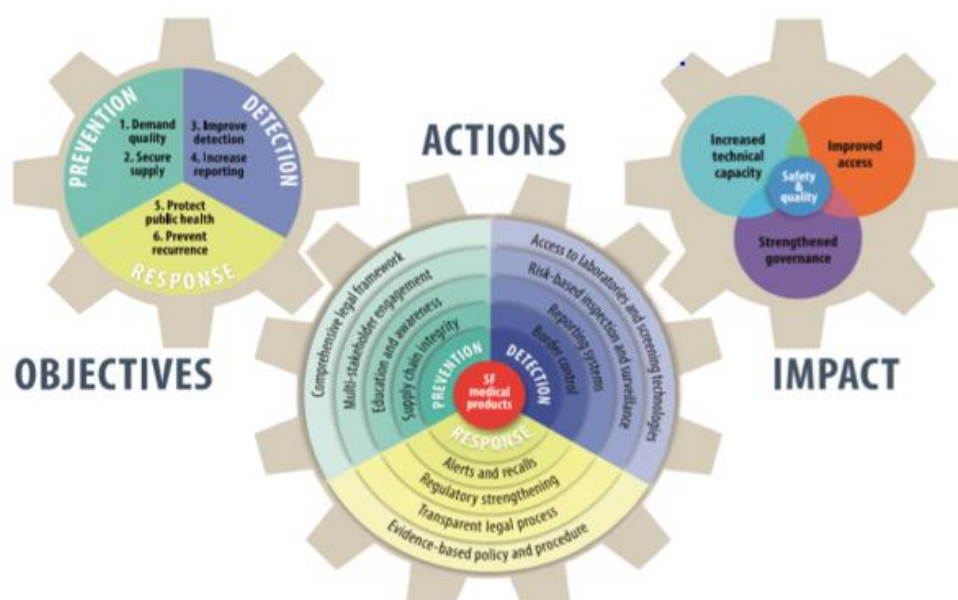 PREVENTION
1. Demand
quality
2. Secure
supply
DETECTION
3. Improve
detection
4. Increase
reporting
5. Protect
public health
6. Prevent
recurrence
RESPONSE
OBJECTIVES
ACTIONS
Comprehensive legal framework
Multi-stakeholder engagement
Education and awareness
Supply chain integrity
PREVENTION
Access to laboratories and screening technologies
Risk-based inspection and surveillance
Reporting systems
Border control
DETECTION
SF
medical
products
RESPONSE
Alerts and recalls
Regulatory strengthening
Transparent legal process
Evidence-based policy and procedure
Increased
technical
capacity
Improved
access
Safety
&
quality
Strengthened
governance
IMPACT